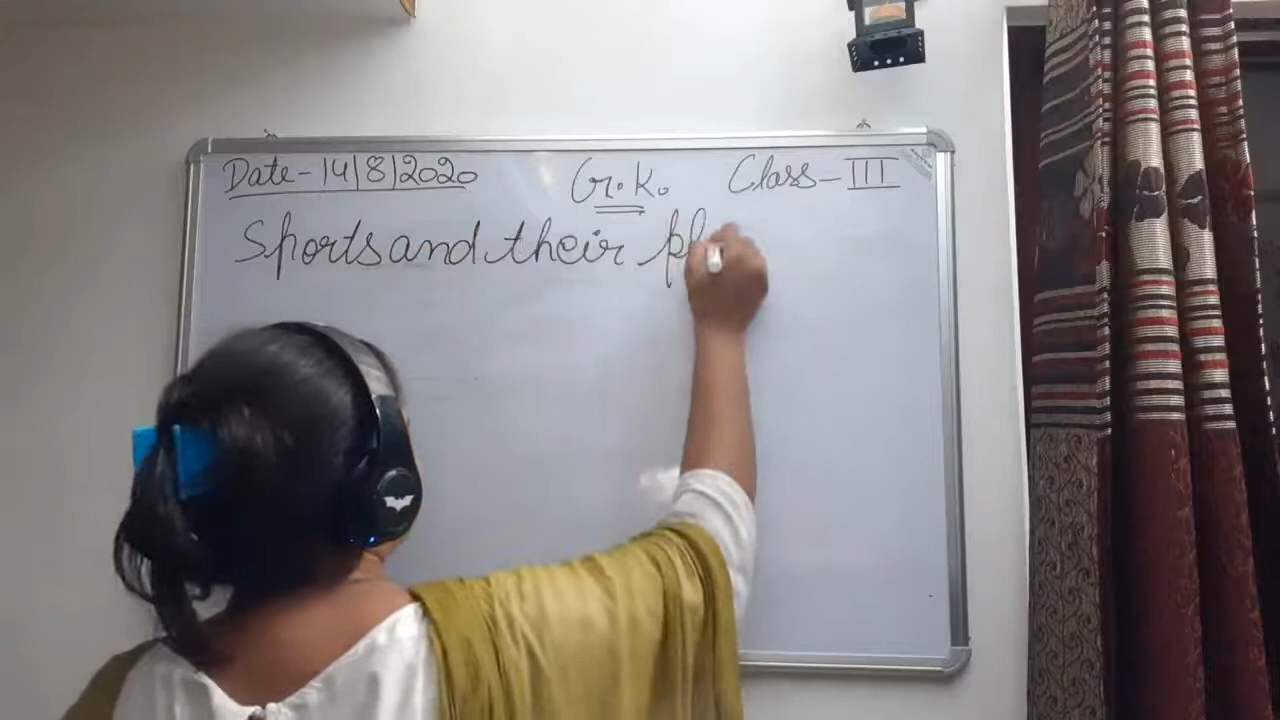 Date - 14/8/2020 G.K. Class - III
Sports and their pl